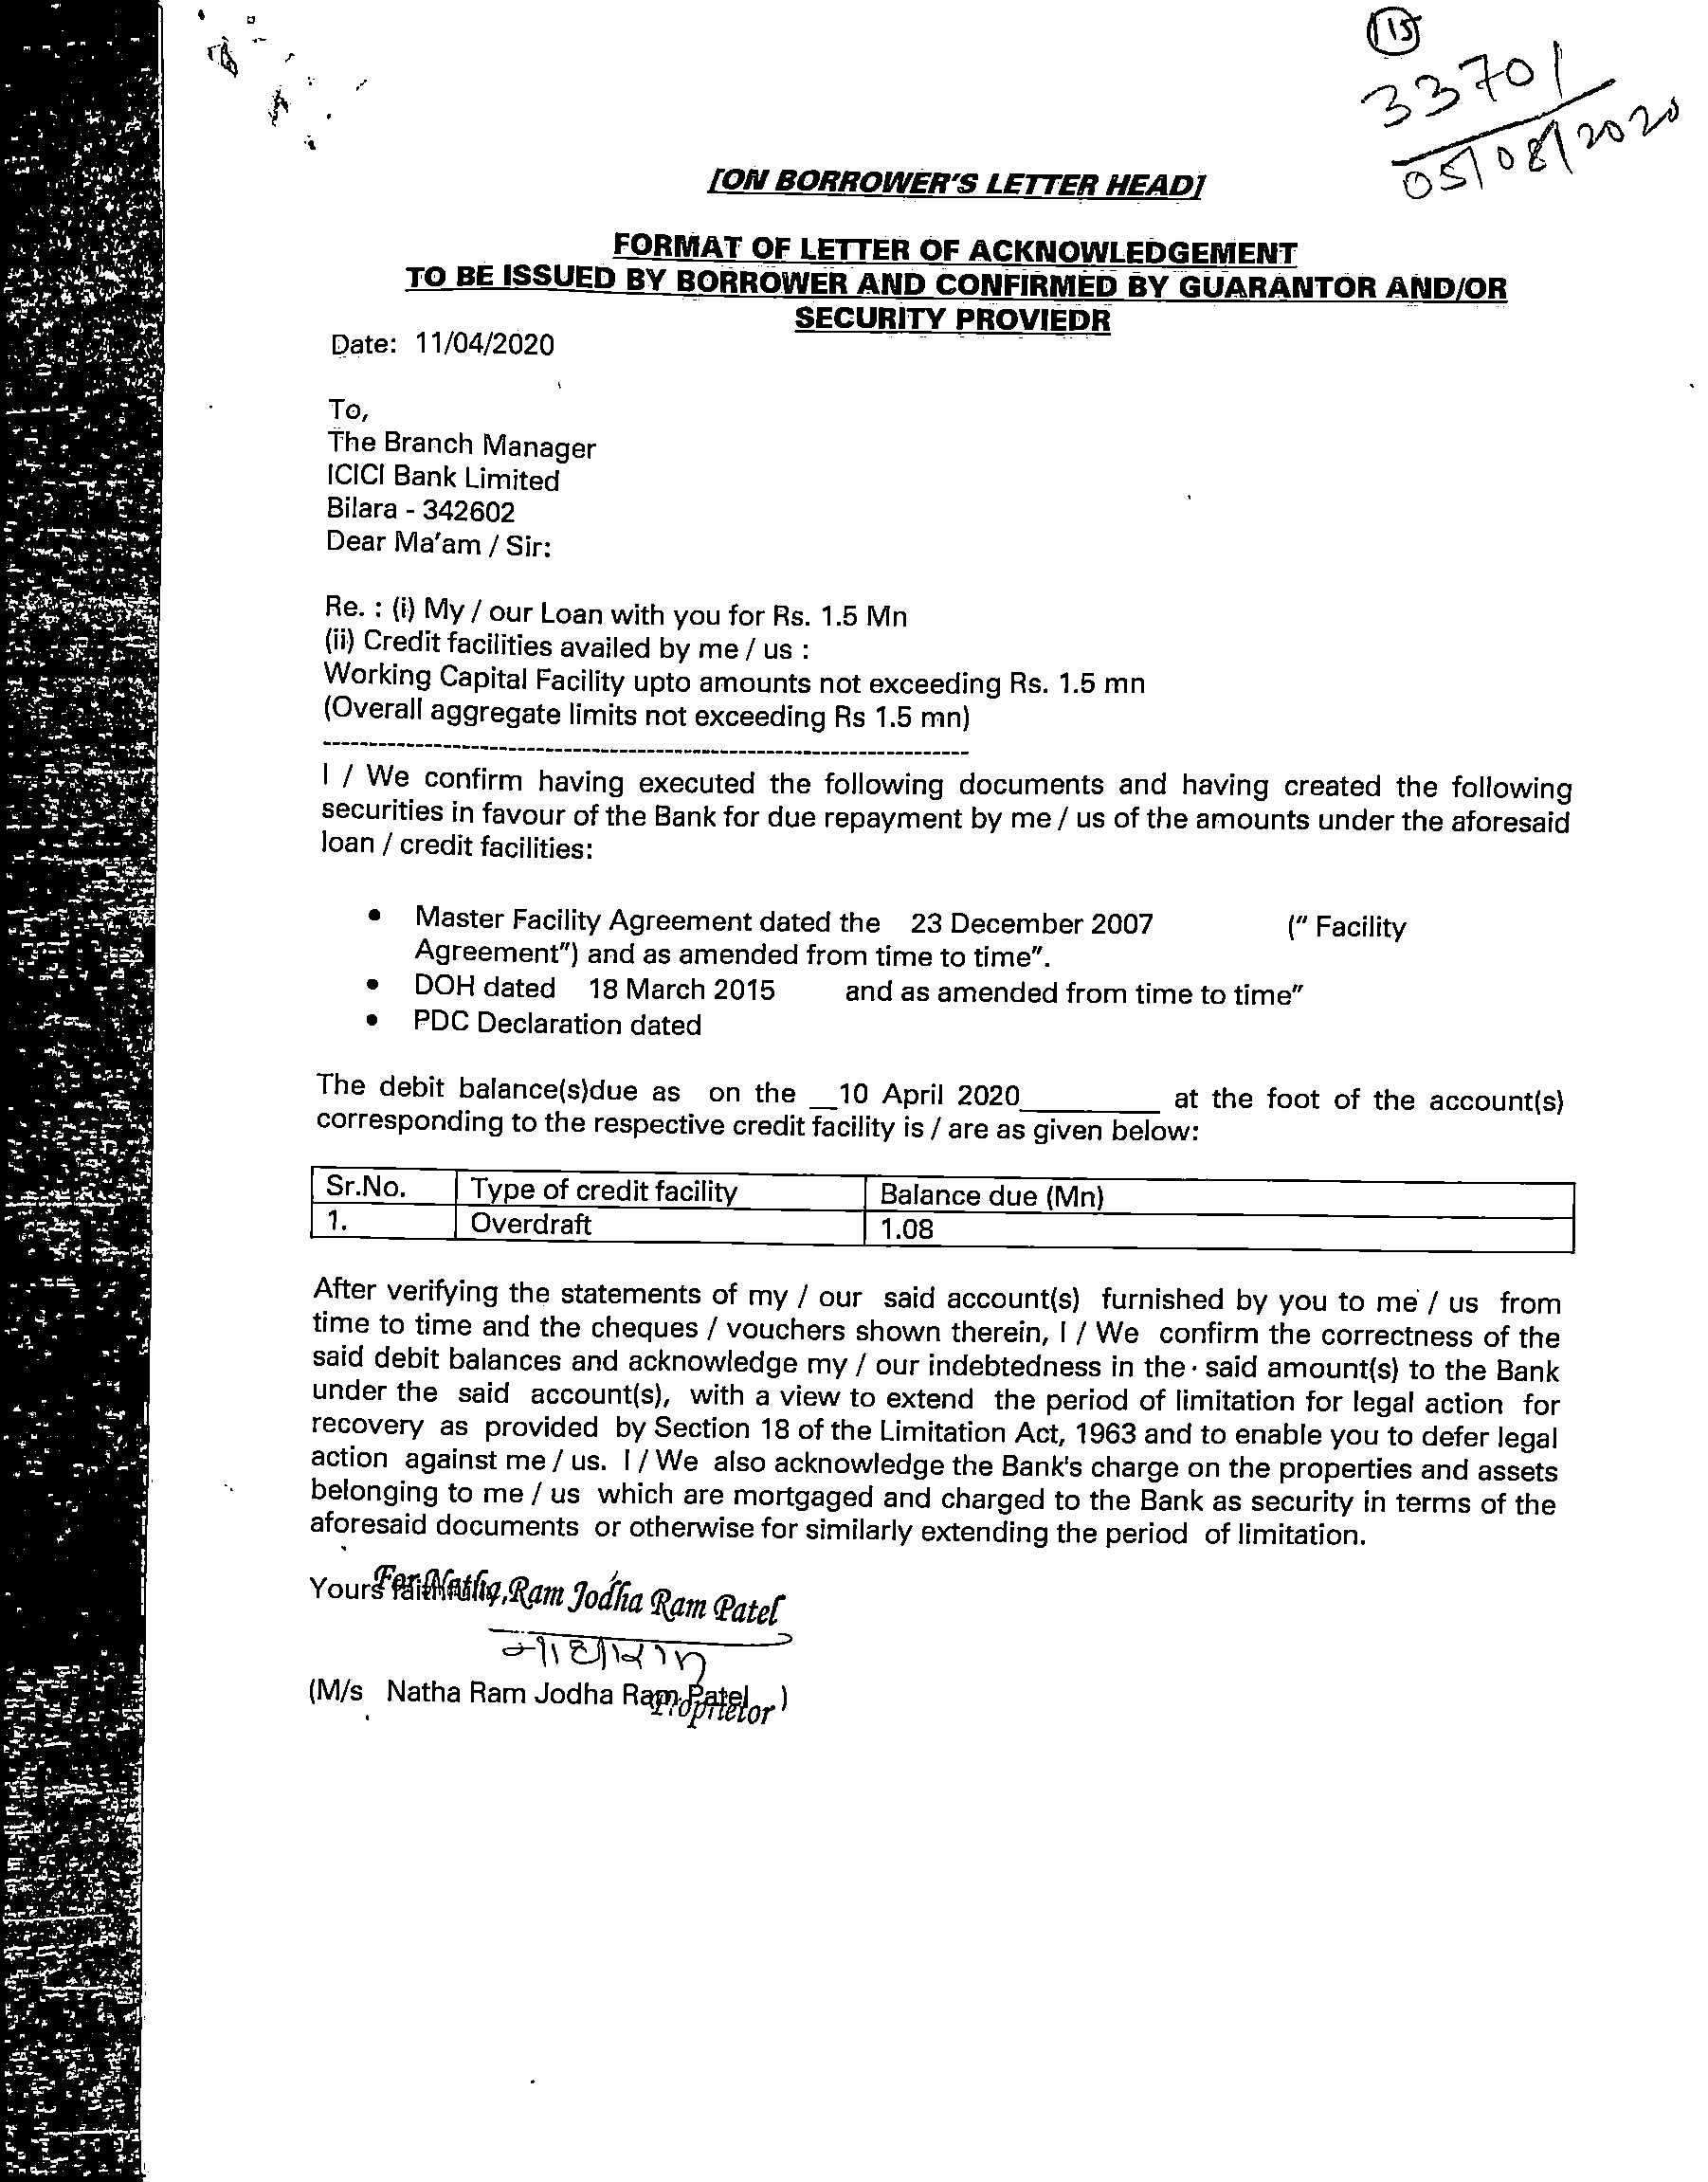 115
33701
05/08/2020
[ON BORROWER'S LETTER HEAD]
FORMAT OF LETTER OF ACKNOWLEDGEMENT
TO BE ISSUED BY BORROWER AND CONFIRMED BY GUARANTOR AND/OR
SECURITY PROVIEDR
Date: 11/04/2020
To,
The Branch Manager
ICICI Bank Limited
Bilara - 342602
Dear Ma'am / Sir:
Re. : (i) My / our Loan with you for Rs. 1.5 Mn
(ii) Credit facilities availed by me / us :
Working Capital Facility upto amounts not exceeding Rs. 1.5 mn
(Overall aggregate limits not exceeding Rs 1.5 mn)
----------------------------------------------------------------------
I / We confirm having executed the following documents and having created the following
securities in favour of the Bank for due repayment by me / us of the amounts under the aforesaid
loan / credit facilities:
• Master Facility Agreement dated the 23 December 2007 (" Facility
Agreement") and as amended from time to time".
• DOH dated 18 March 2015 and as amended from time to time"
• PDC Declaration dated
The debit balance(s)due as on the __10 April 2020_________ at the foot of the account(s)
corresponding to the respective credit facility is / are as given below:
Sr.No. Type of credit facility Balance due (Mn)
1. Overdraft 1.08
After verifying the statements of my / our said account(s) furnished by you to me / us from
time to time and the cheques / vouchers shown therein, I / We confirm the correctness of the
said debit balances and acknowledge my / our indebtedness in the said amount(s) to the Bank
under the said account(s), with a view to extend the period of limitation for legal action for
recovery as provided by Section 18 of the Limitation Act, 1963 and to enable you to defer legal
action against me / us. I / We also acknowledge the Bank's charge on the properties and assets
belonging to me / us which are mortgaged and charged to the Bank as security in terms of the
aforesaid documents or otherwise for similarly extending the period of limitation.
Yours faithfully,
For: Natha Ram Jodha Ram Patel
नाथाराम
(M/s Natha Ram Jodha Ram Patel )
Proprietor